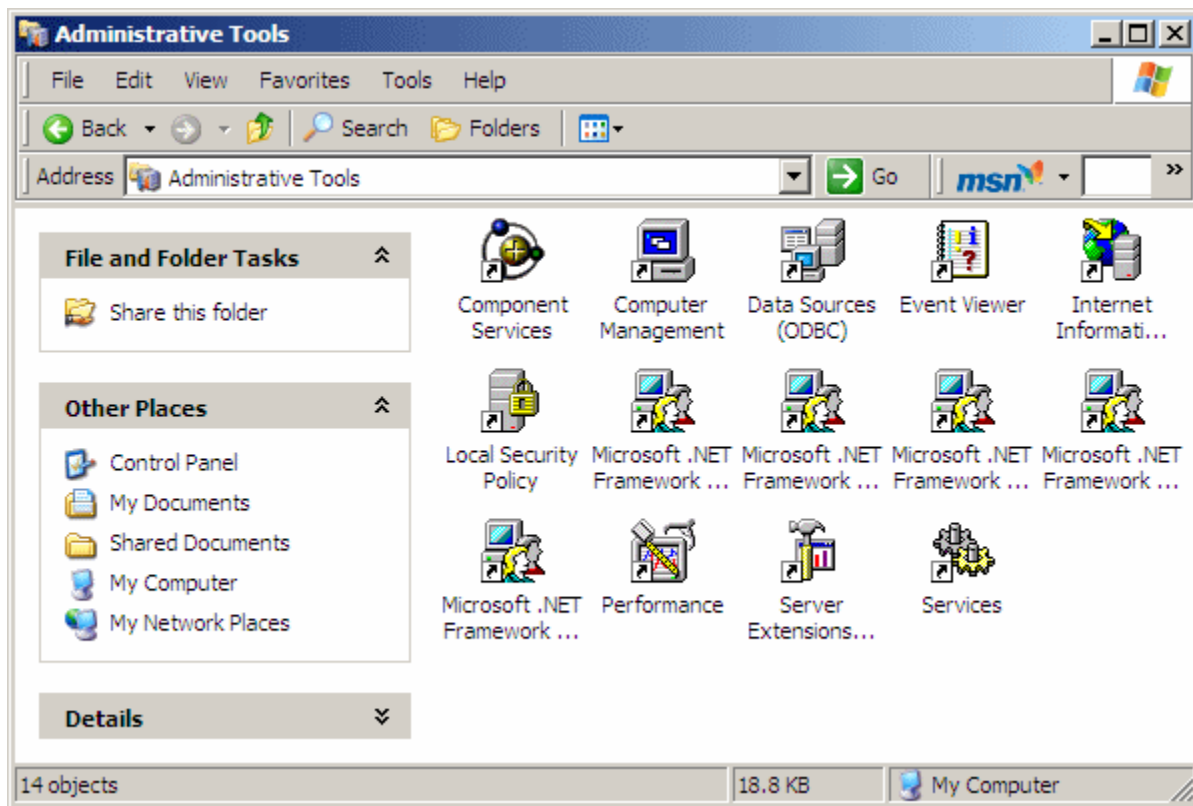 Administrative Tools
File Edit View Favorites Tools Help
Back Search Folders
Address Administrative Tools Go msn »
File and Folder Tasks
Share this folder
Other Places
Control Panel
My Documents
Shared Documents
My Computer
My Network Places
Details
Component
Services
Computer
Management
Data Sources
(ODBC)
Event Viewer
Internet
Informati...
Local Security
Policy
Microsoft .NET
Framework ...
Microsoft .NET
Framework ...
Microsoft .NET
Framework ...
Microsoft .NET
Framework ...
Microsoft .NET
Framework ...
Performance
Server
Extensions...
Services
14 objects 18.8 KB My Computer